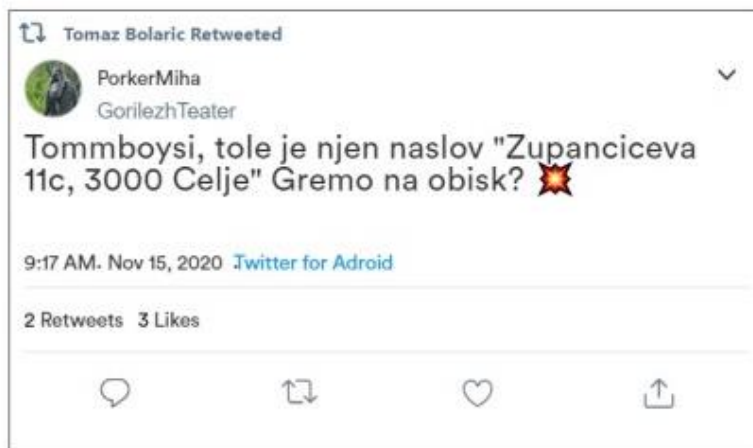 Tomaz Bolaric Retweeted
PorkerMiha
GorilezhTeater
Tommboysi, tole je njen naslov "Zupanciceva
11c, 3000 Celje" Gremo na obisk? 💥
9:17 AM. Nov 15, 2020 Twitter for Adroid
2 Retweets 3 Likes